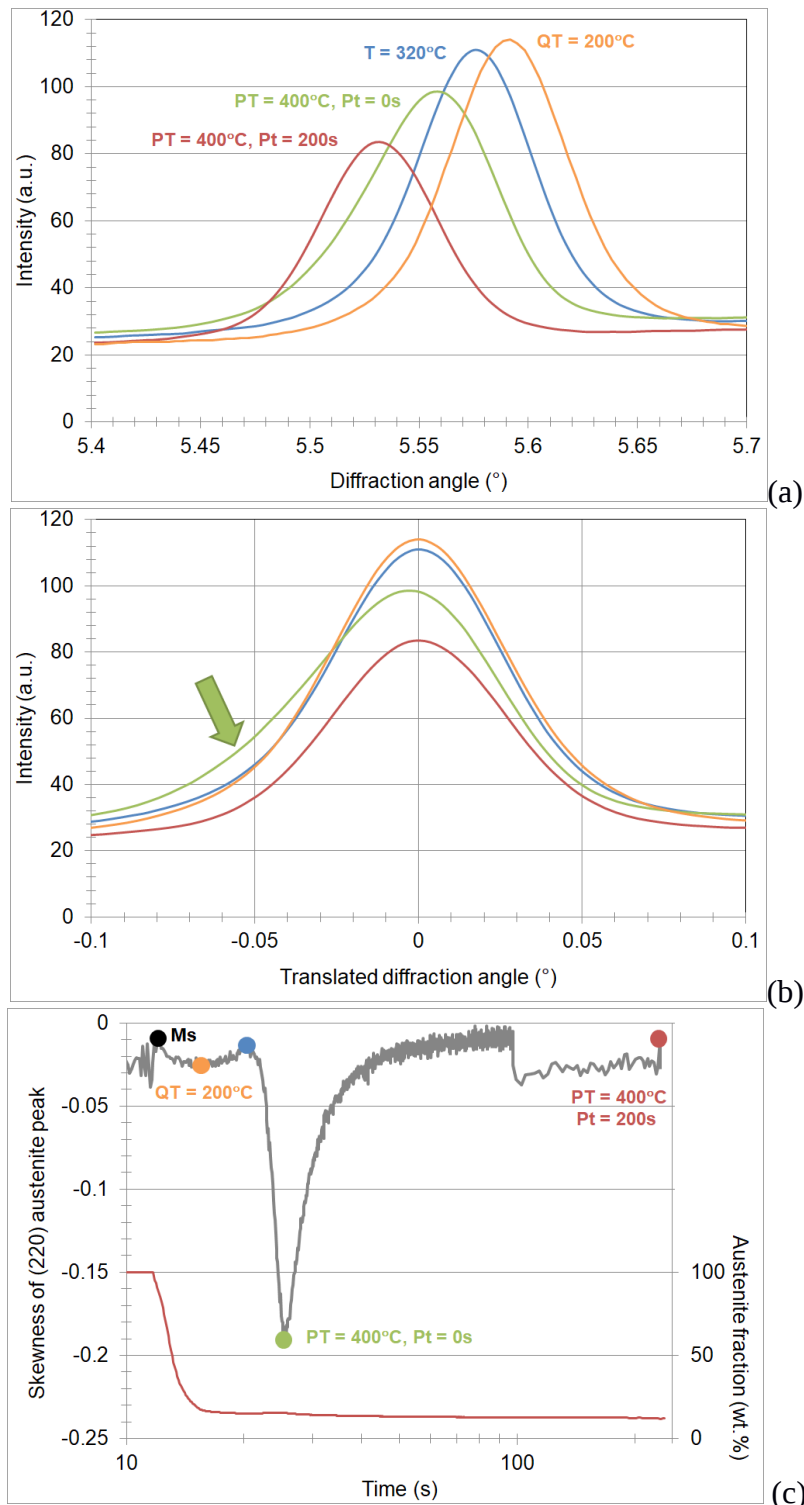 120
100
80
60
40
20
0
Intensity (a.u.)
T = 320°C
QT = 200°C
PT = 400°C, Pt = 0s
PT = 400°C, Pt = 200s
5.4 5.45 5.5 5.55 5.6 5.65 5.7
Diffraction angle (°)
(a)
120
100
80
60
40
20
0
Intensity (a.u.)
-0.1 -0.05 0 0.05 0.1
Translated diffraction angle (°)
(b)
0
-0.05
-0.1
-0.15
-0.2
-0.25
Skewness of (220) austenite peak
Ms
QT = 200°C
PT = 400°C
Pt = 200s
PT = 400°C, Pt = 0s
100
50
0
Austenite fraction (wt.%)
10 100
Time (s)
(c)